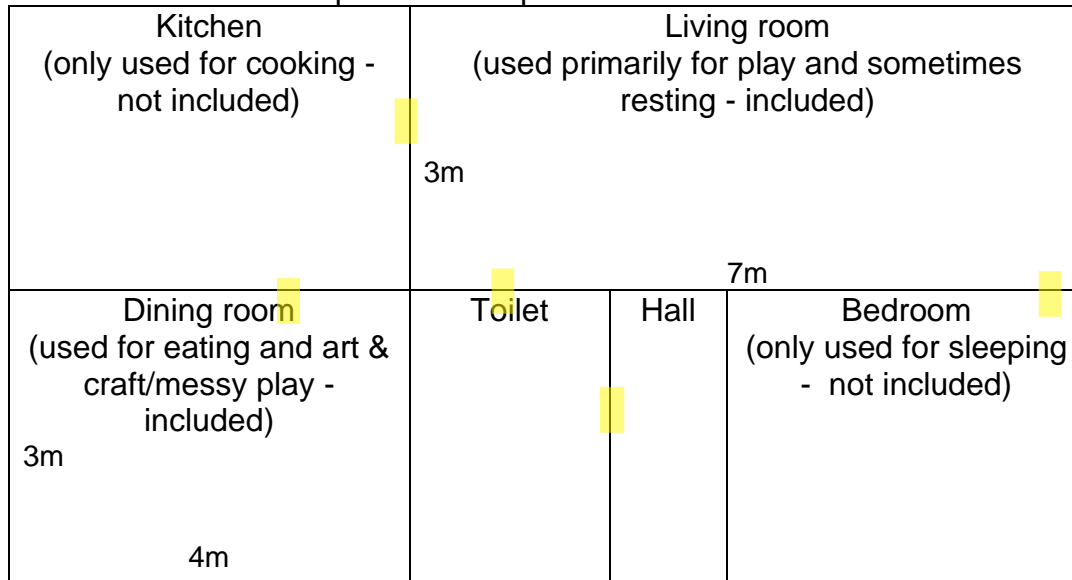 Kitchen
(only used for cooking -
not included)
Living room
(used primarily for play and sometimes
resting - included)
3m
7m
Dining room
(used for eating and art &
craft/messy play -
included)
3m
4m
Toilet
Hall
Bedroom
(only used for sleeping
- not included)